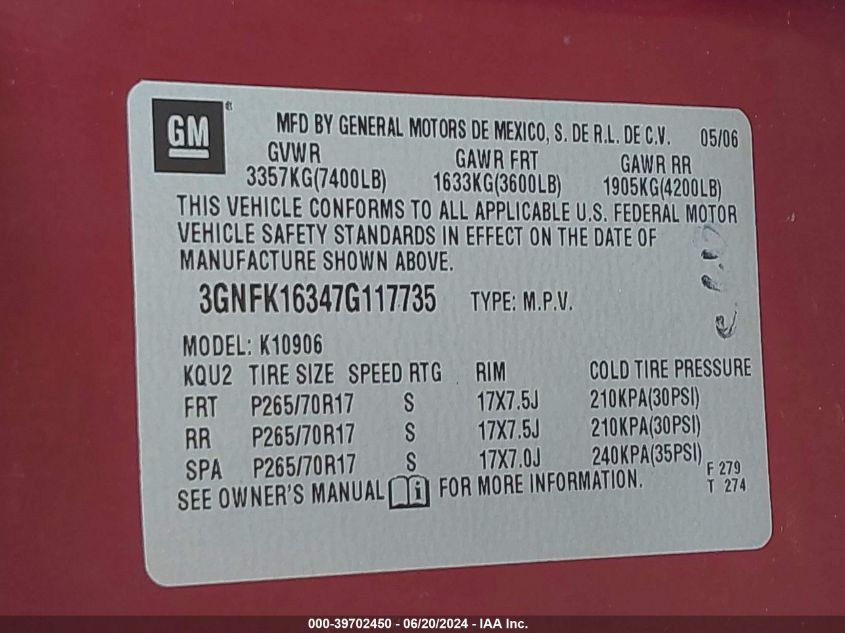 GM
MFD BY GENERAL MOTORS DE MEXICO, S. DE R.L. DE C.V. 05/06
GVWR GAWR FRT GAWR RR
3357KG(7400LB) 1633KG(3600LB) 1905KG(4200LB)
THIS VEHICLE CONFORMS TO ALL APPLICABLE U.S. FEDERAL MOTOR
VEHICLE SAFETY STANDARDS IN EFFECT ON THE DATE OF
MANUFACTURE SHOWN ABOVE.
3GNFK16347G117735 TYPE: M.P.V.
MODEL: K10906
KQU2 TIRE SIZE SPEED RTG RIM COLD TIRE PRESSURE
FRT P265/70R17 S 17X7.5J 210KPA(30PSI)
RR P265/70R17 S 17X7.5J 210KPA(30PSI)
SPA P265/70R17 S 17X7.0J 240KPA(35PSI)
F 279
T 274
SEE OWNER'S MANUAL i FOR MORE INFORMATION.
000-39702450 - 06/20/2024 - IAA Inc.